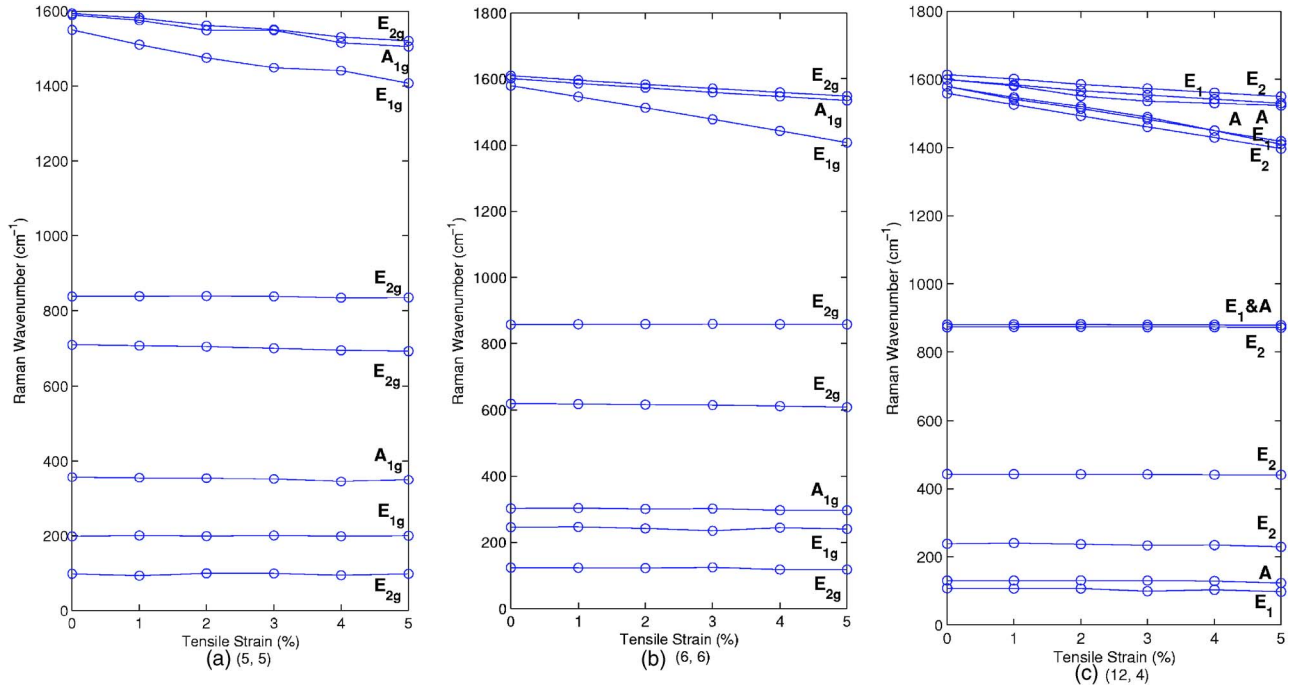 1600
1400
1200
1000
800
600
400
200
0
0 1 2 3 4 5
Raman Wavenumber (cm⁻¹)
Tensile Strain (%)
E2g
A1g
E1g
E2g
E2g
A1g
E1g
E2g
(a) (5, 5)
1800
1600
1400
1200
1000
800
600
400
200
0
0 1 2 3 4 5
Raman Wavenumber (cm⁻¹)
Tensile Strain (%)
E2g
A1g
E1g
E2g
E2g
A1g
E1g
E2g
(b) (6, 6)
1800
1600
1400
1200
1000
800
600
400
200
0
0 1 2 3 4 5
Raman Wavenumber (cm⁻¹)
Tensile Strain (%)
E1 E2
A A
E1
E2
E1&A
E2
E2
E2
A
E1
(c) (12, 4)